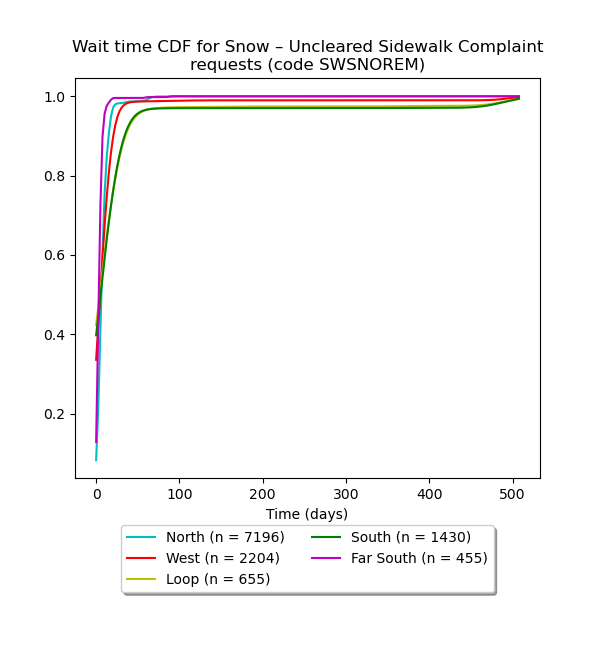 Wait time CDF for Snow – Uncleared Sidewalk Complaint
requests (code SWSNOREM)
1.0
0.8
0.6
0.4
0.2
0 100 200 300 400 500
Time (days)
North (n = 7196)
West (n = 2204)
Loop (n = 655)
South (n = 1430)
Far South (n = 455)